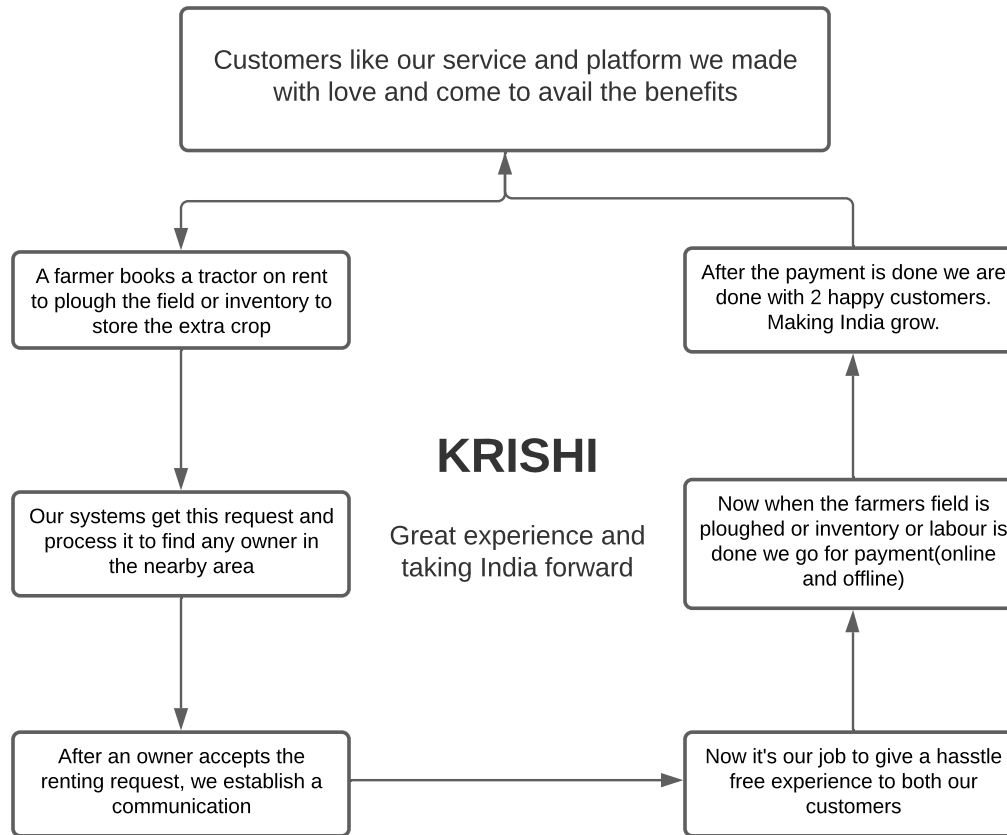 Customers like our service and platform we made
with love and come to avail the benefits
A farmer books a tractor on rent
to plough the field or inventory to
store the extra crop
After the payment is done we are
done with 2 happy customers.
Making India grow.
KRISHI
Great experience and
taking India forward
Our systems get this request and
process it to find any owner in
the nearby area
Now when the farmers field is
ploughed or inventory or labour is
done we go for payment(online
and offline)
After an owner accepts the
renting request, we establish a
communication
Now it's our job to give a hasstle
free experience to both our
customers